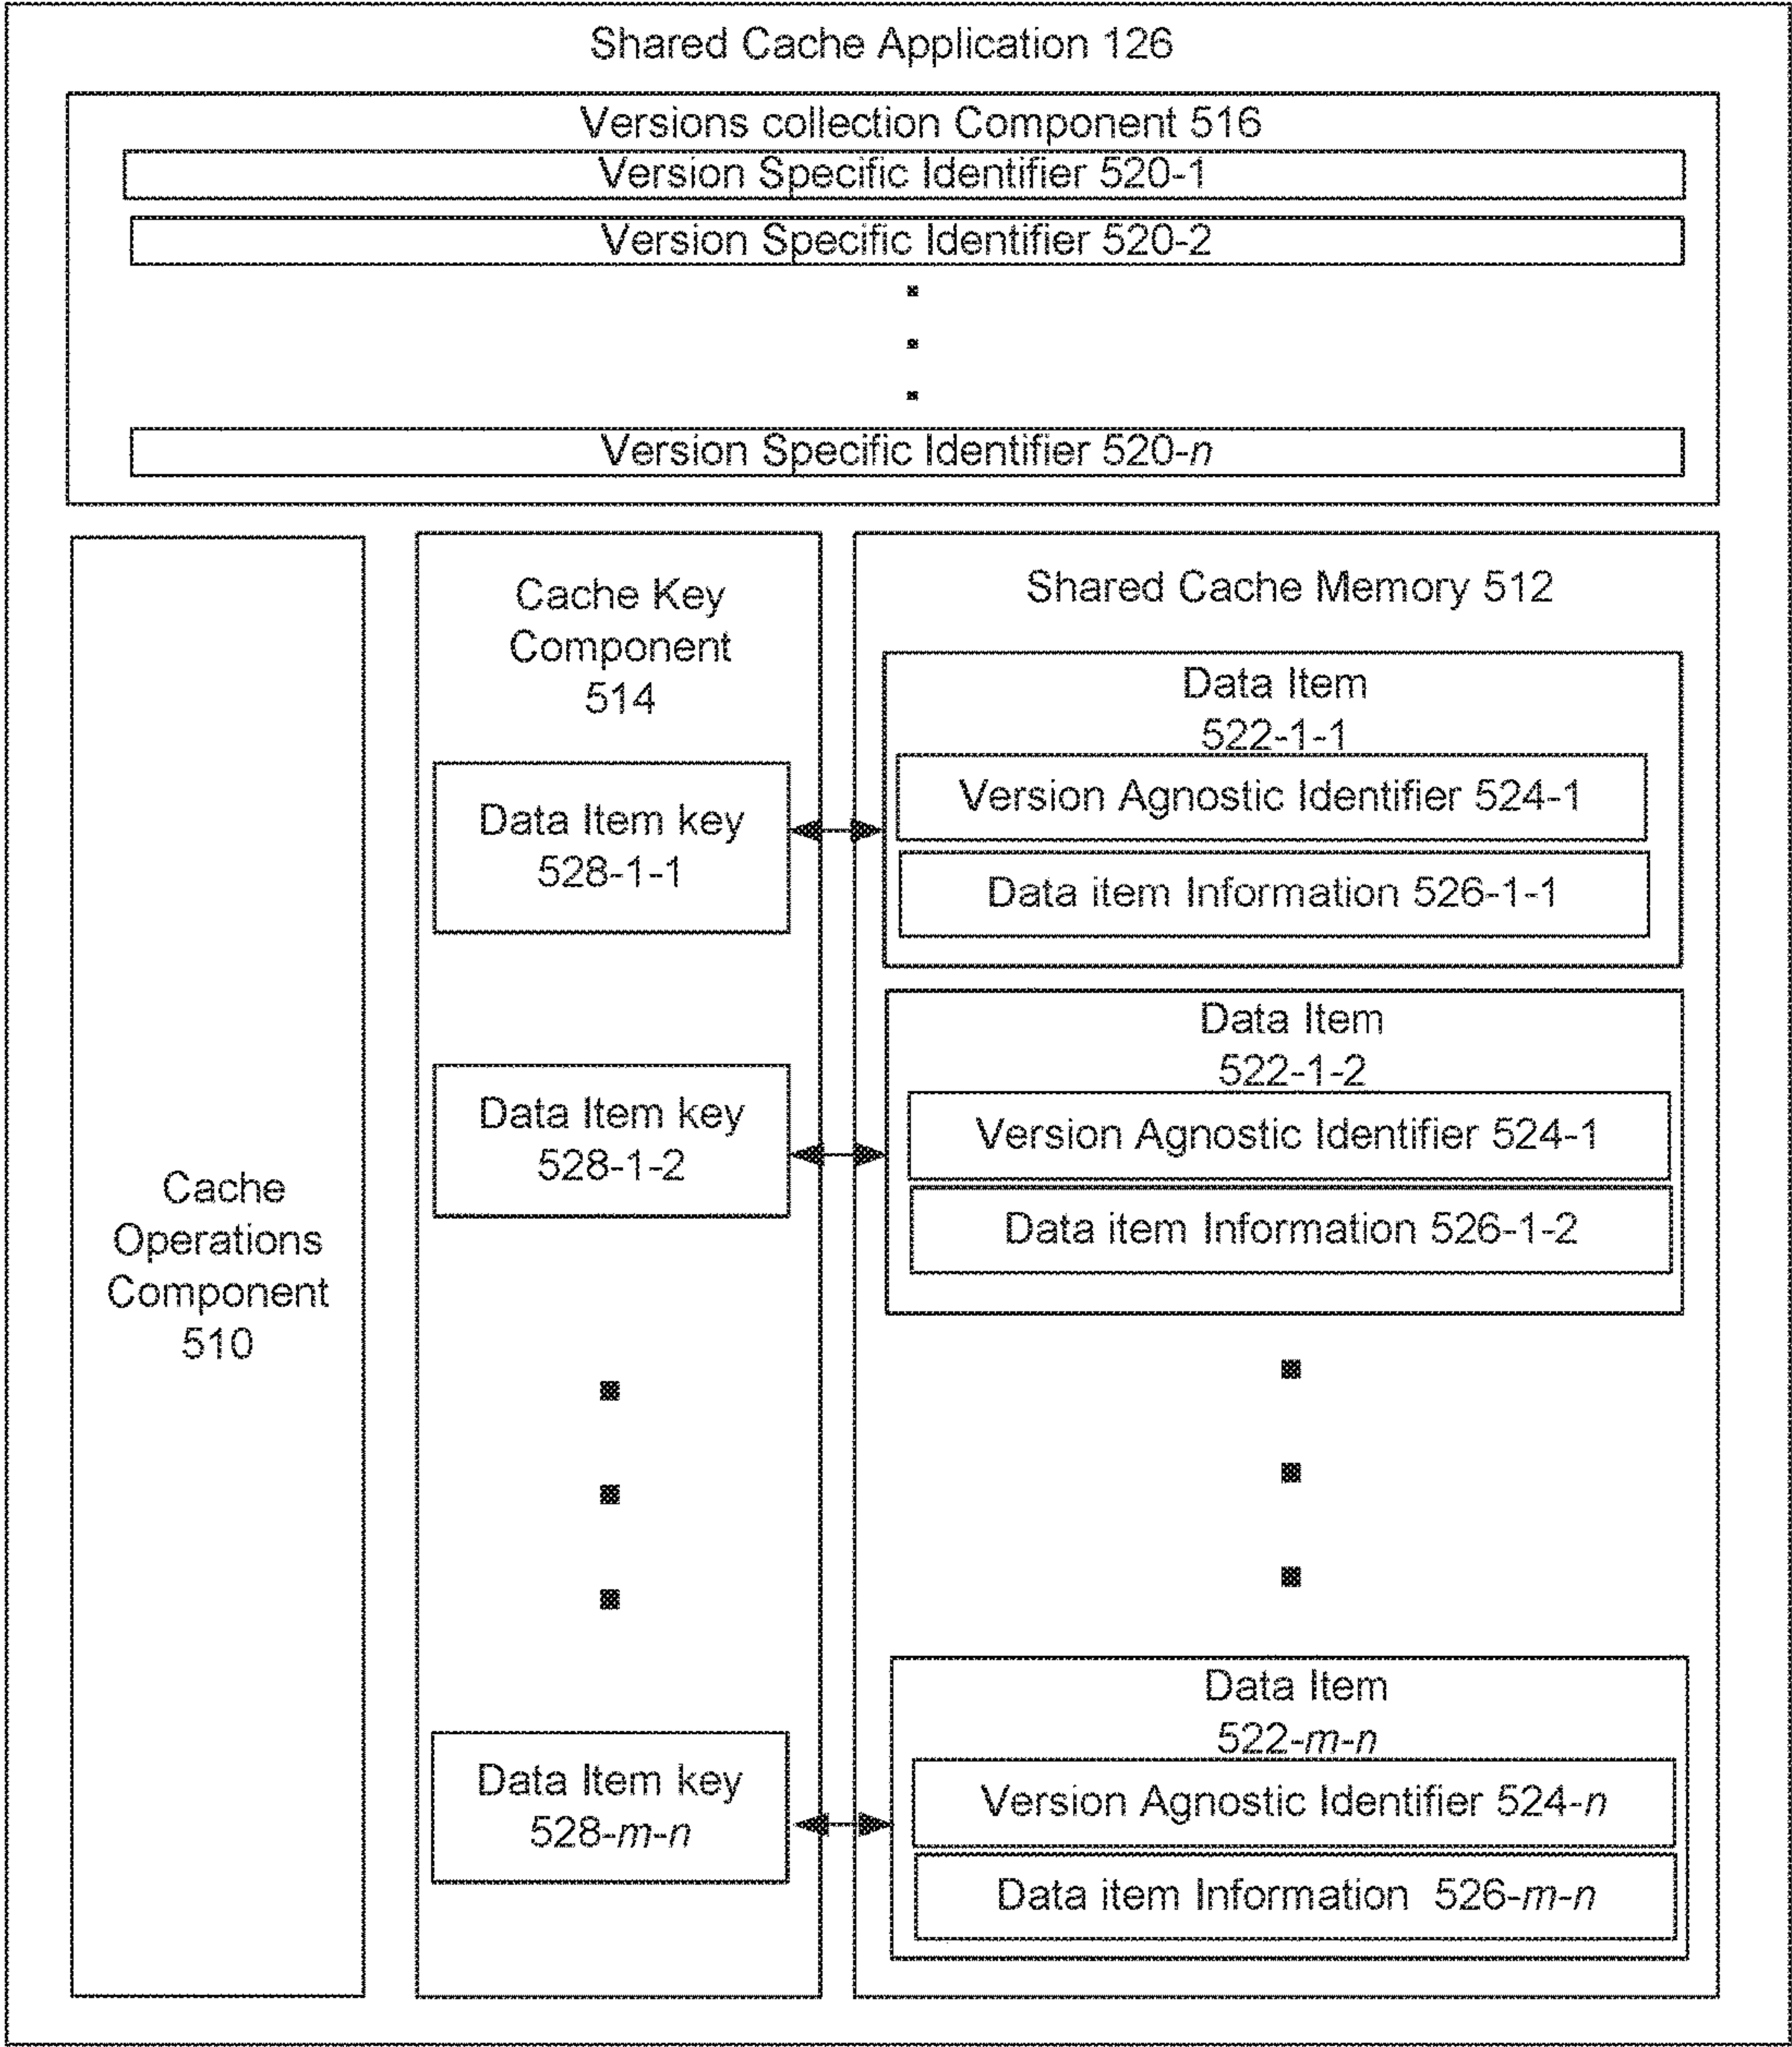 Shared Cache Application 126
Versions collection Component 516
Version Specific Identifier 520-1
Version Specific Identifier 520-2
Version Specific Identifier 520-n
Cache
Operations
Component
510
Cache Key
Component
514
Data Item key
528-1-1
Data Item key
528-1-2
Data Item key
528-m-n
Shared Cache Memory 512
Data Item
522-1-1
Version Agnostic Identifier 524-1
Data item Information 526-1-1
Data Item
522-1-2
Version Agnostic Identifier 524-1
Data item Information 526-1-2
Data Item
522-m-n
Version Agnostic Identifier 524-n
Data item Information 526-m-n